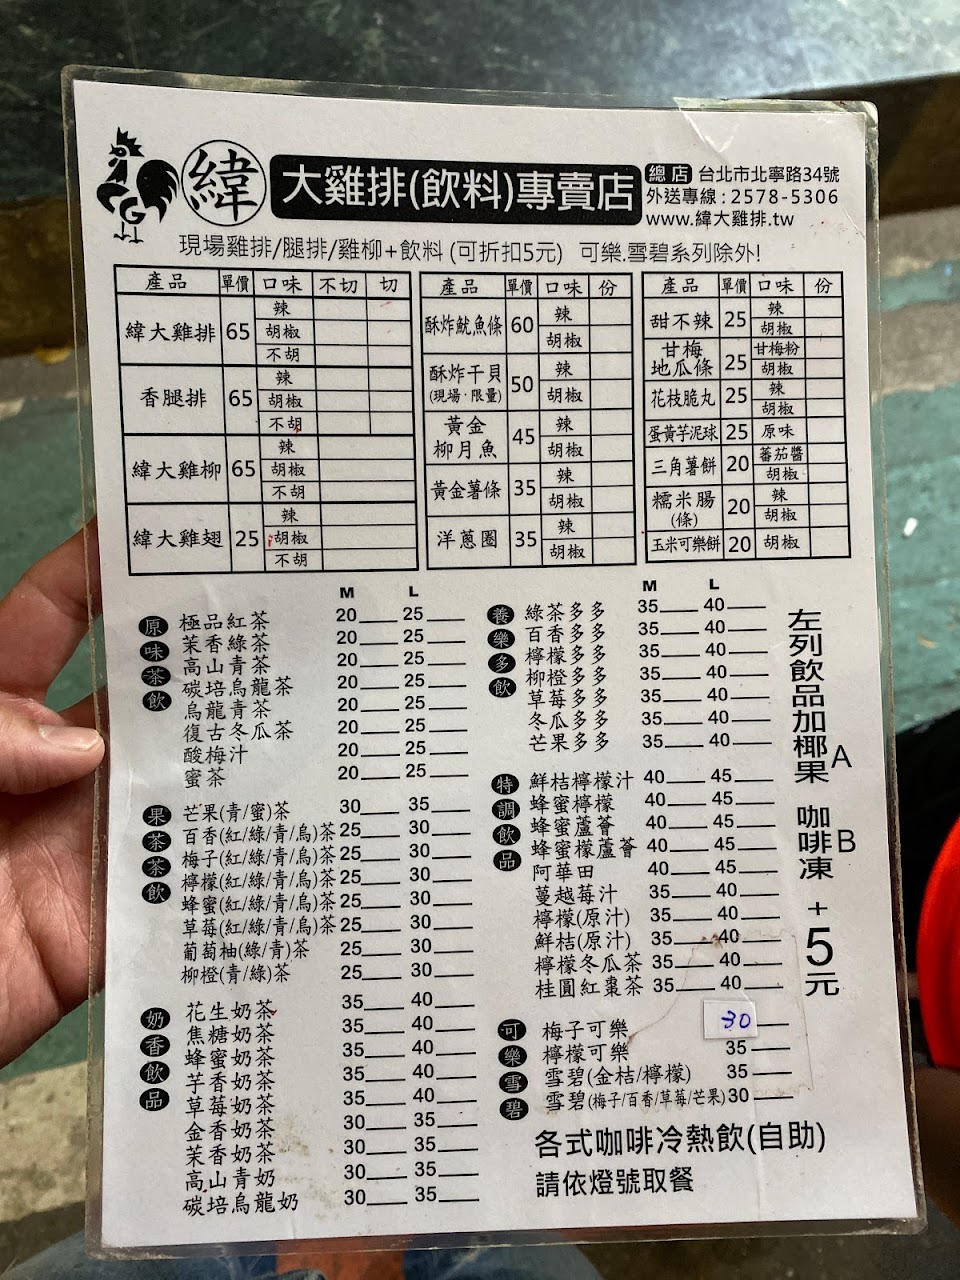 緯 大雞排(飲料)專賣店
總店 台北市北寧路34號
外送專線：2578-5306
www.緯大雞排.tw
現場雞排/腿排/雞柳+飲料 (可折扣5元) 可樂.雪碧系列除外!
產品 單價 口味 不切 切
緯大雞排 65 辣 胡椒 不胡
香腿排 65 辣 胡椒 不胡
緯大雞柳 65 辣 胡椒 不胡
緯大雞翅 25 辣 胡椒 不胡
產品 單價 口味 份
酥炸魷魚條 60 辣 胡椒
酥炸干貝 (現場·限量) 50 辣 胡椒
黃金柳月魚 45 辣 胡椒
黃金薯條 35 辣 胡椒
洋蔥圈 35 辣 胡椒
產品 單價 口味 份
甜不辣 25 辣 胡椒
甘梅地瓜條 25 甘梅粉 胡椒
花枝脆丸 25 辣 胡椒
蛋黃芋泥球 25 原味
三角薯餅 20 蕃茄醬 胡椒
糯米腸(條) 20 辣 胡椒
玉米可樂餅 20 胡椒
M L
原味茶飲
極品紅茶 20 25
茉香綠茶 20 25
高山青茶 20 25
碳培烏龍茶 20 25
烏龍青茶 20 25
復古冬瓜茶 20 25
酸梅汁 20 25
蜜茶 20 25
果茶茶飲
芒果(青/蜜)茶 30 35
百香(紅/綠/青/烏)茶 25 30
梅子(紅/綠/青/烏)茶 25 30
檸檬(紅/綠/青/烏)茶 25 30
蜂蜜(紅/綠/青/烏)茶 25 30
草莓(紅/綠/青/烏)茶 25 30
葡萄柚(綠/青)茶 25 30
柳橙(青/綠)茶 25 30
奶香飲品
花生奶茶 35 40
焦糖奶茶 35 40
蜂蜜奶茶 35 40
芋香奶茶 35 40
草莓奶茶 35 40
金香奶茶 30 35
茉香奶茶 30 35
高山青奶 30 35
碳培烏龍奶 30 35
M L
養樂多飲
綠茶多多 35 40
百香多多 35 40
檸檬多多 35 40
柳橙多多 35 40
草莓多多 35 40
冬瓜多多 35 40
芒果多多 35 40
特調飲品
鮮桔檸檬汁 40 45
蜂蜜檸檬 40 45
蜂蜜蘆薈 40 45
蜂蜜檬蘆薈 40 45
阿華田 40 45
蔓越莓汁 35 40
檸檬(原汁) 35 40
鮮桔(原汁) 35 40
檸檬冬瓜茶 35 40
桂圓紅棗茶 35 40
可樂雪碧
梅子可樂 30
檸檬可樂 35
雪碧(金桔/檸檬) 35
雪碧(梅子/百香/草莓/芒果) 30
左列飲品加椰果A 咖啡凍B +5元
各式咖啡冷熱飲(自助)
請依燈號取餐